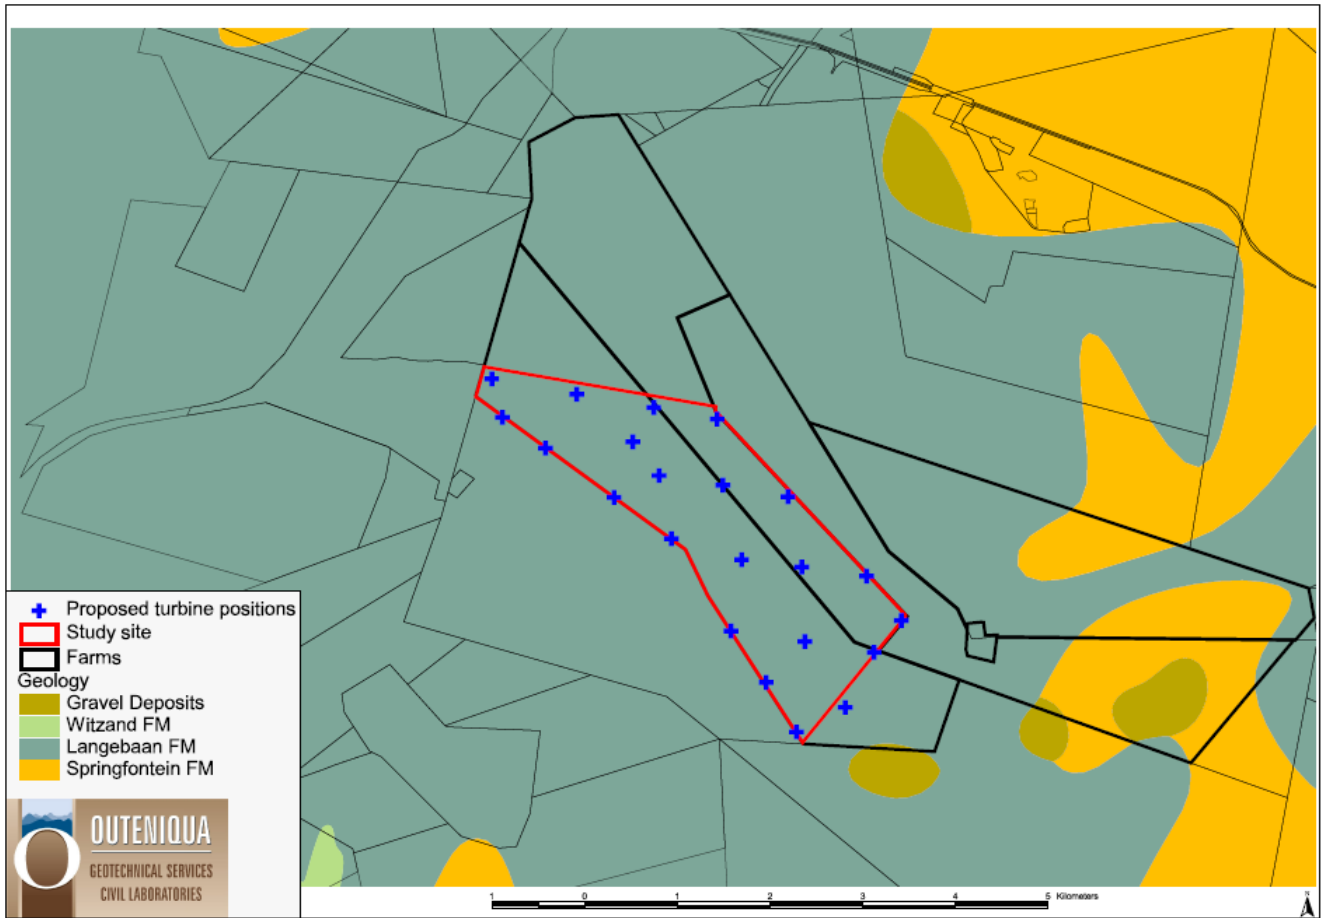 Proposed turbine positions
Study site
Farms
Geology
Gravel Deposits
Witzand FM
Langebaan FM
Springfontein FM
OUTENIQUA
GEOTECHNICAL SERVICES
CIVIL LABORATORIES
1 0 1 2 3 4 5 Kilometers
N